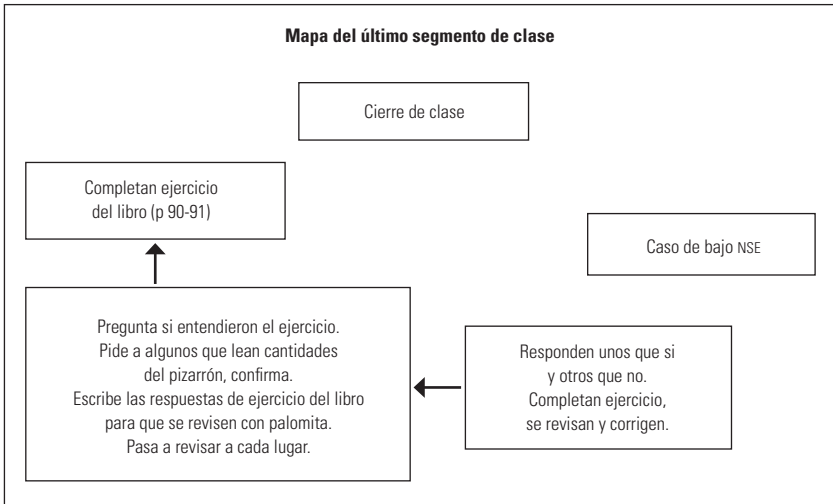 Mapa del último segmento de clase
Cierre de clase
Completan ejercicio
del libro (p 90-91)
Caso de bajo NSE
Pregunta si entendieron el ejercicio.
Pide a algunos que lean cantidades
del pizarrón, confirma.
Escribe las respuestas de ejercicio del libro
para que se revisen con palomita.
Pasa a revisar a cada lugar.
Responden unos que si
y otros que no.
Completan ejercicio,
se revisan y corrigen.